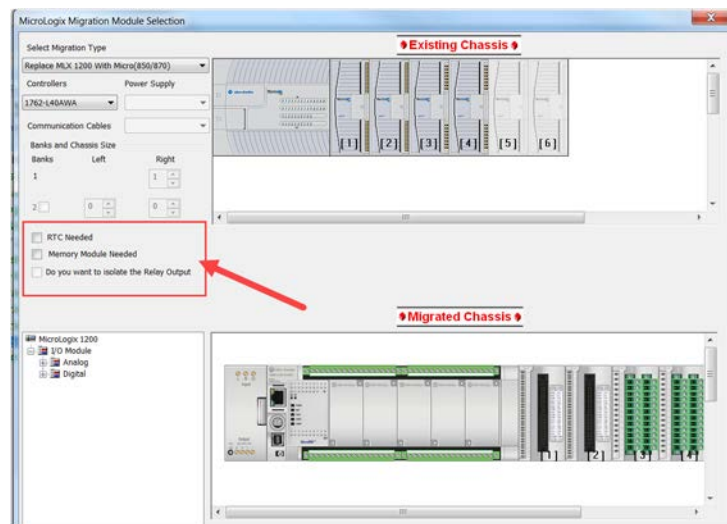 MicroLogix Migration Module Selection
Select Migration Type
Replace MLX 1200 With Micro(850/870)
Controllers
Power Supply
1762-L40AWA
Communication Cables
Banks and Chassis Size
Banks
Left
Right
1
1
2
0
0
RTC Needed
Memory Module Needed
Do you want to isolate the Relay Output
Existing Chassis
[1]
[2]
[3]
[4]
[5]
[6]
MicroLogix 1200
I/O Module
Analog
Digital
Migrated Chassis
[1]
[2]
[3]
[4]